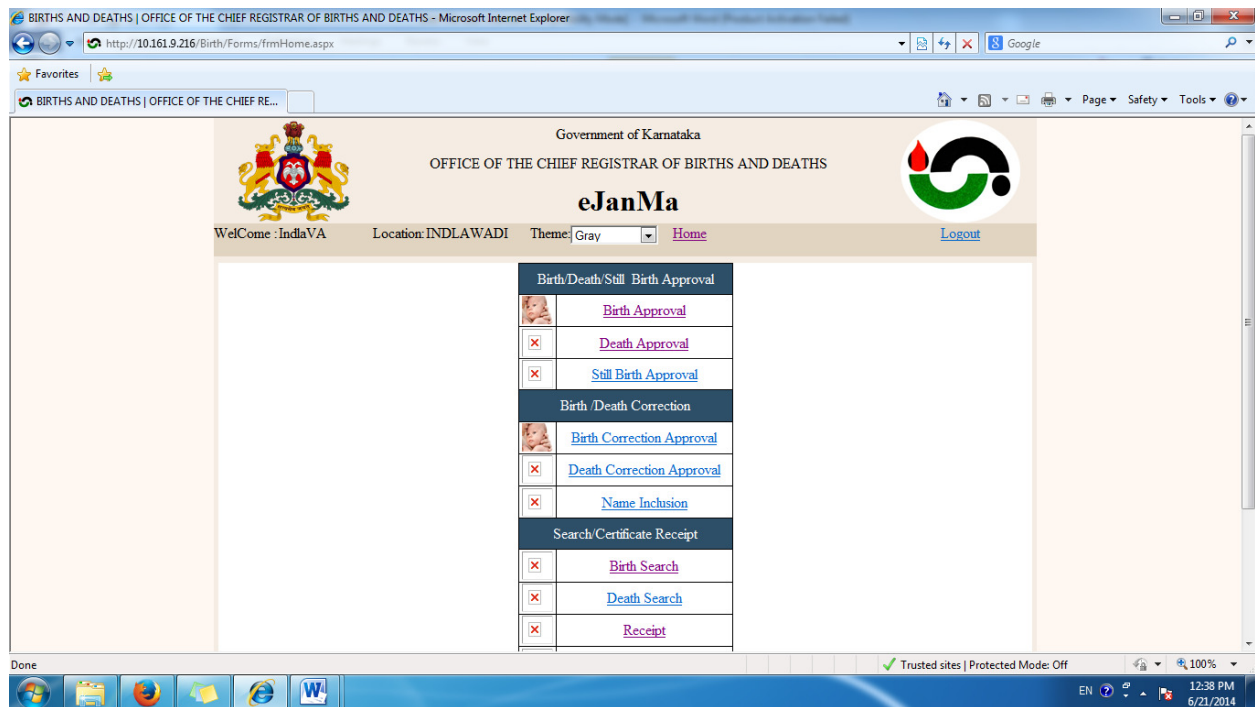 BIRTHS AND DEATHS | OFFICE OF THE CHIEF REGISTRAR OF BIRTHS AND DEATHS - Microsoft Internet Explorer
http://10.161.9.216/Birth/Forms/frmHome.aspx
Google
Favorites
BIRTHS AND DEATHS | OFFICE OF THE CHIEF RE...
Page Safety Tools
Government of Karnataka
OFFICE OF THE CHIEF REGISTRAR OF BIRTHS AND DEATHS
eJanMa
WelCome : IndlaVA Location: INDLAWADI Theme: Gray Home Logout
Birth/Death/Still Birth Approval
Birth Approval
Death Approval
Still Birth Approval
Birth /Death Correction
Birth Correction Approval
Death Correction Approval
Name Inclusion
Search/Certificate Receipt
Birth Search
Death Search
Receipt
Done Trusted sites | Protected Mode: Off 100%
EN 12:38 PM
6/21/2014